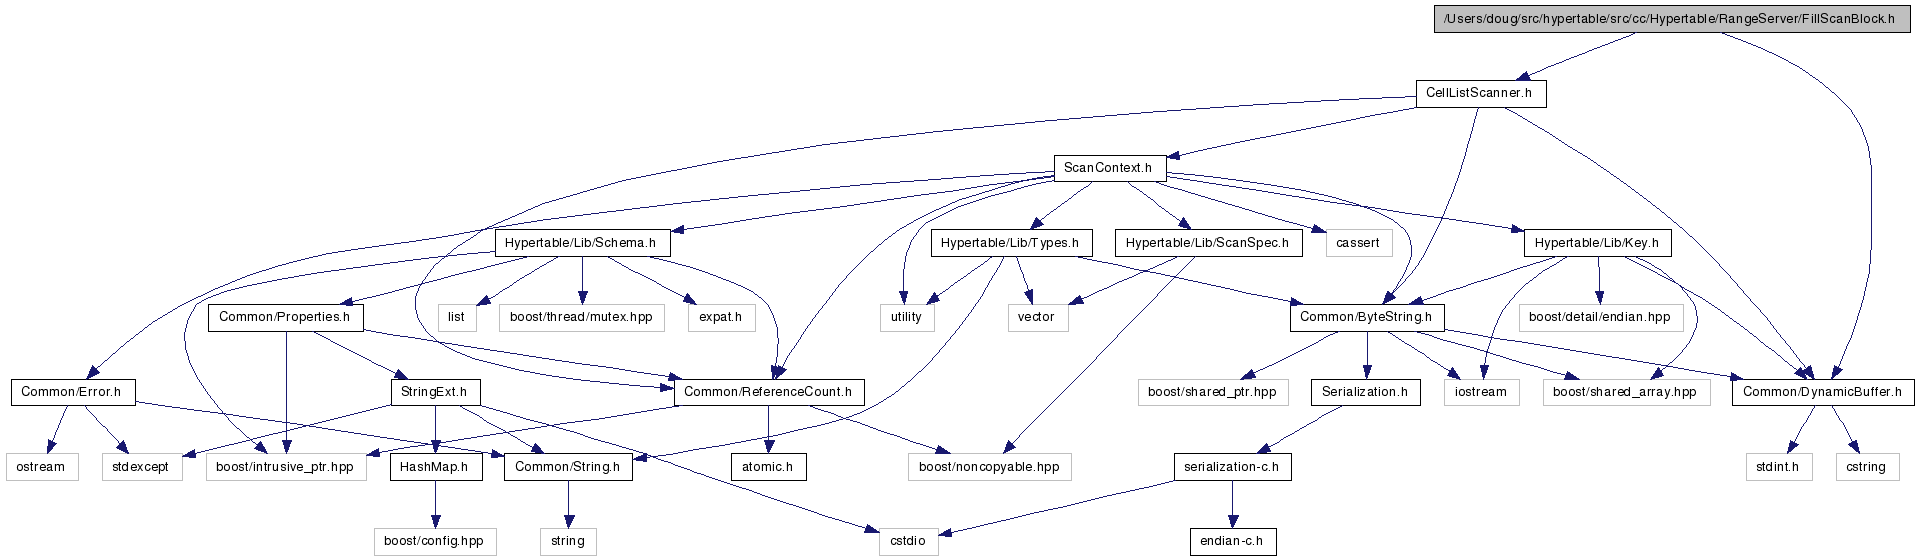 /Users/doug/src/hypertable/src/cc/Hypertable/RangeServer/FillScanBlock.h
CellListScanner.h
ScanContext.h
Hypertable/Lib/Schema.h
Hypertable/Lib/Types.h
Hypertable/Lib/ScanSpec.h
cassert
Hypertable/Lib/Key.h
Common/Properties.h
list
boost/thread/mutex.hpp
expat.h
utility
vector
Common/ByteString.h
boost/detail/endian.hpp
Common/Error.h
StringExt.h
Common/ReferenceCount.h
boost/shared_ptr.hpp
Serialization.h
iostream
boost/shared_array.hpp
Common/DynamicBuffer.h
ostream
stdexcept
boost/intrusive_ptr.hpp
HashMap.h
Common/String.h
atomic.h
boost/noncopyable.hpp
serialization-c.h
stdint.h
cstring
boost/config.hpp
string
cstdio
endian-c.h